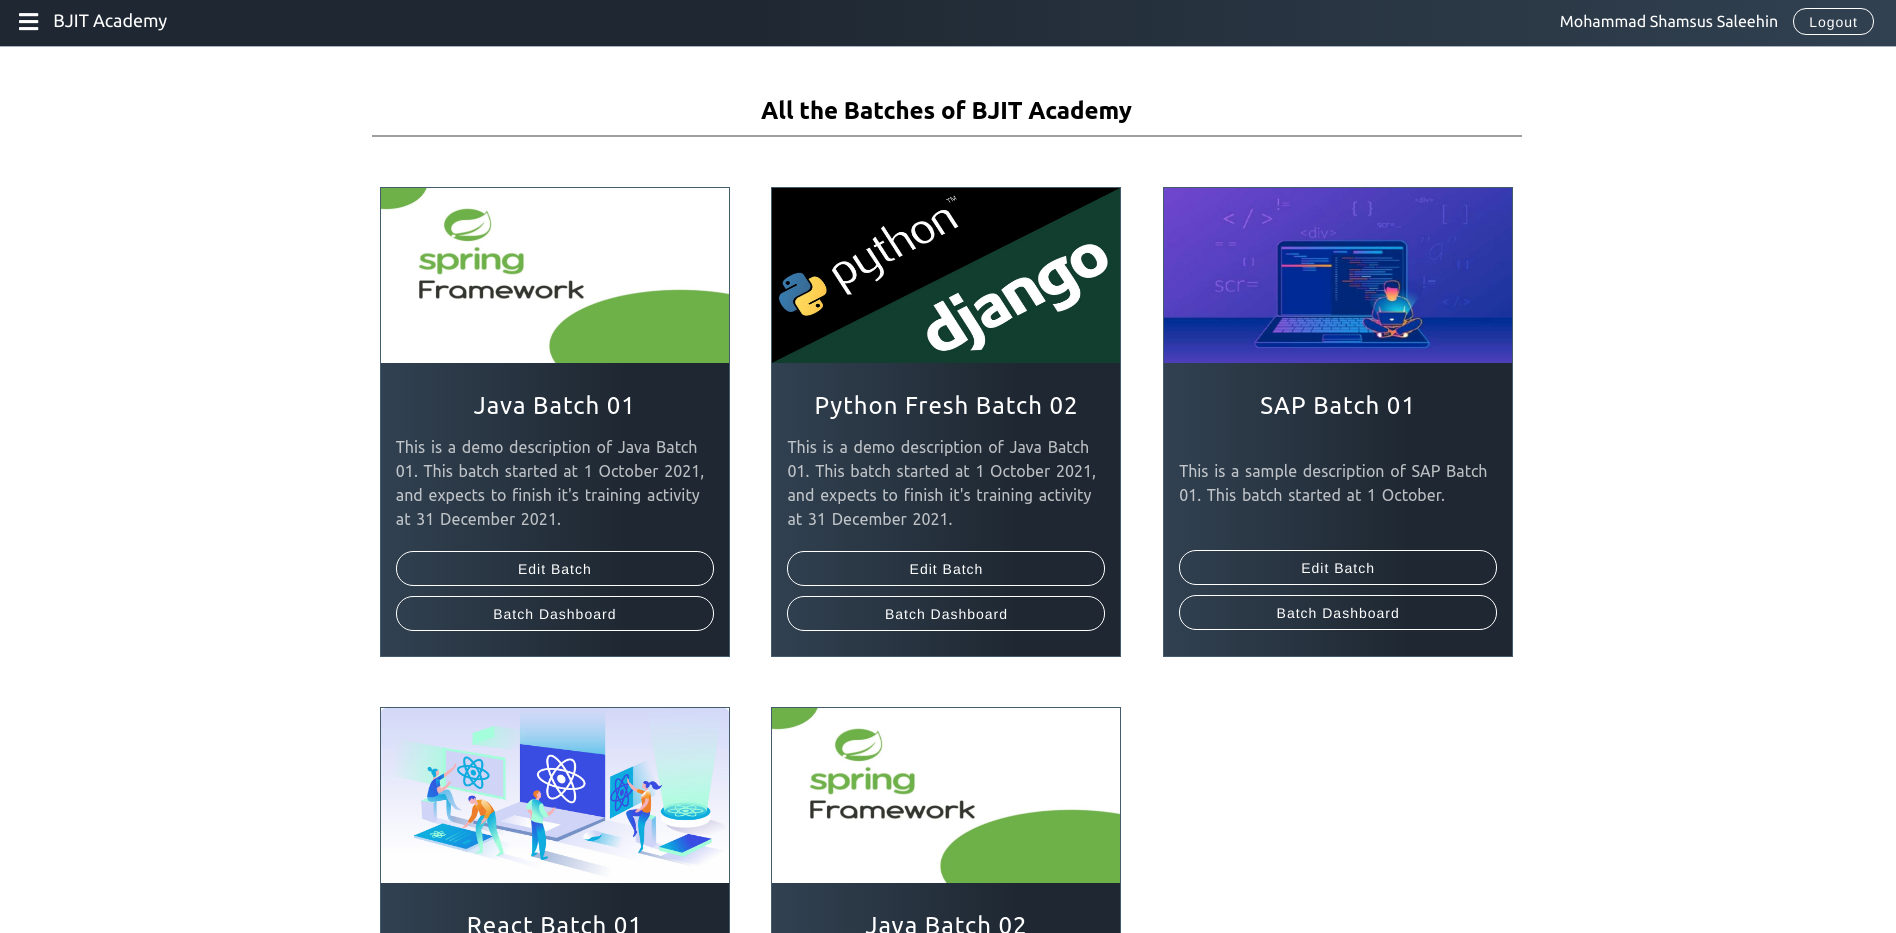 BJIT Academy
Mohammad Shamsus Saleehin
Logout
All the Batches of BJIT Academy
spring
Framework
Java Batch 01
This is a demo description of Java Batch
01. This batch started at 1 October 2021,
and expects to finish it's training activity
at 31 December 2021.
Edit Batch
Batch Dashboard
python™
django
Python Fresh Batch 02
This is a demo description of Java Batch
01. This batch started at 1 October 2021,
and expects to finish it's training activity
at 31 December 2021.
Edit Batch
Batch Dashboard
</> != { } [ ]
<div>
==
scr=
SAP Batch 01
This is a sample description of SAP Batch
01. This batch started at 1 October.
Edit Batch
Batch Dashboard
React Batch 01
spring
Framework
Java Batch 02